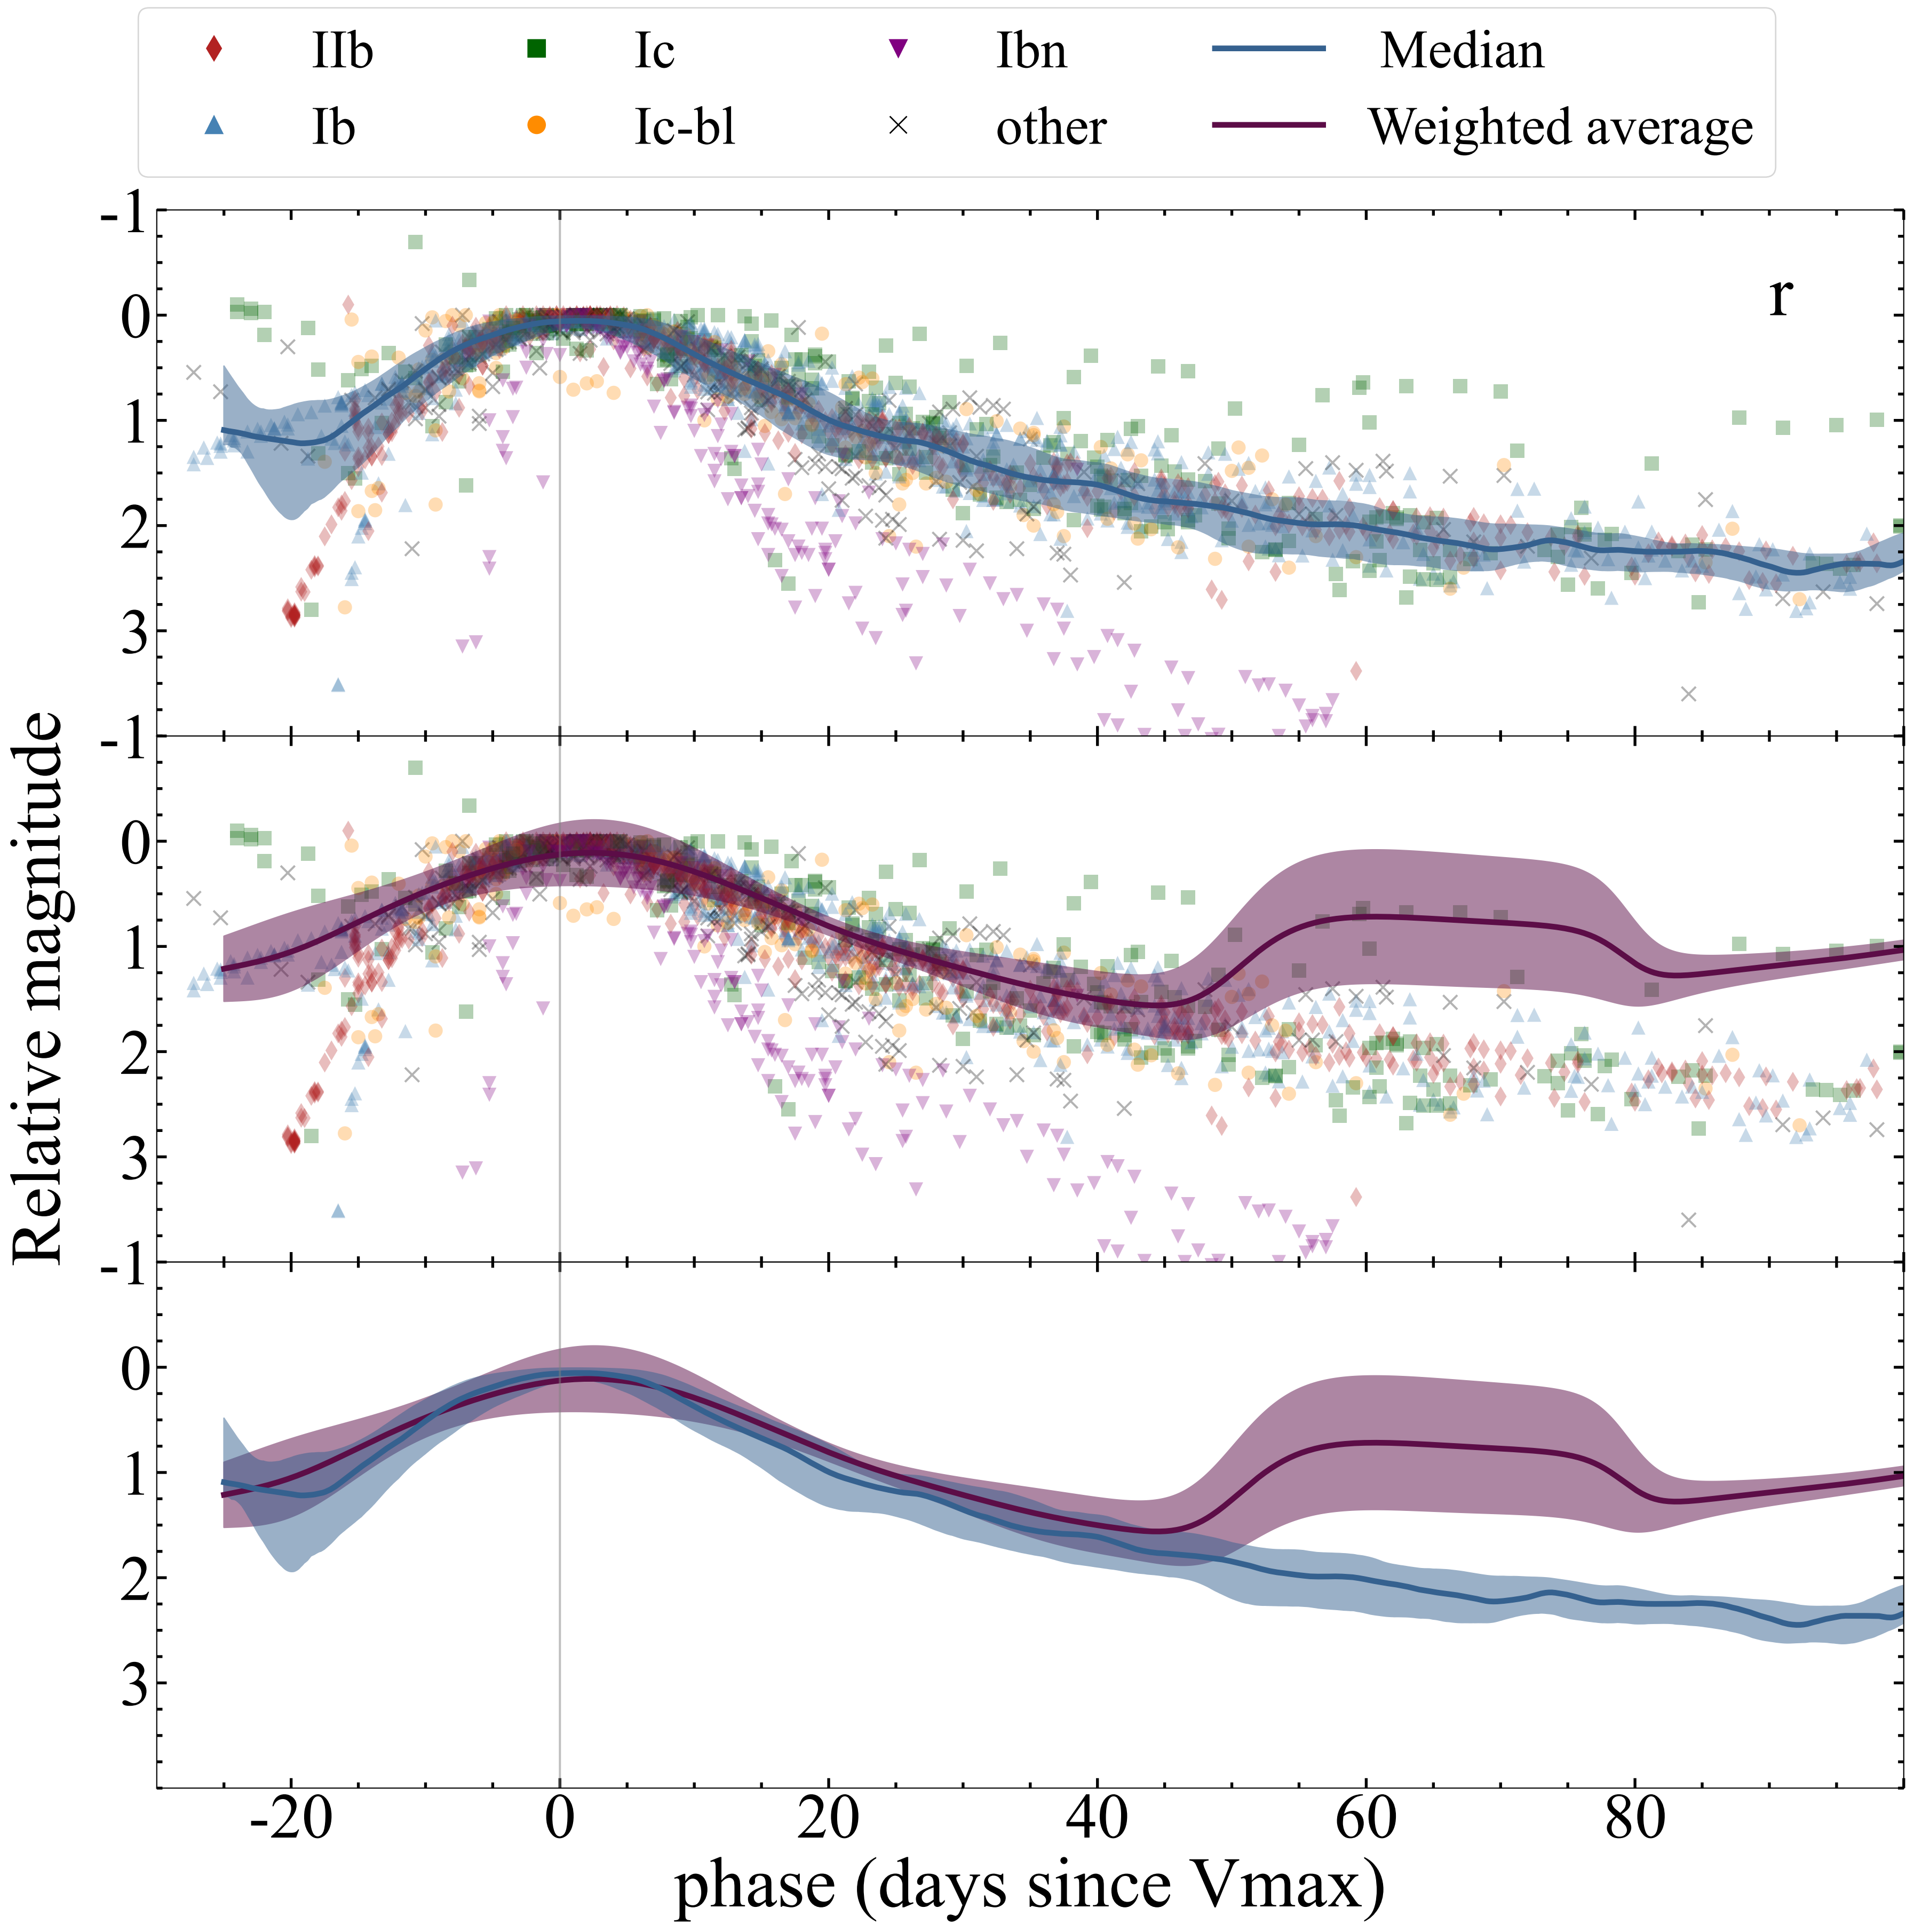 IIb Ic Ibn Median
Ib Ic-bl other Weighted average
-1
0
1
2
3
r
-1
0
1
2
3
-1
0
1
2
3
Relative magnitude
-20 0 20 40 60 80
phase (days since Vmax)